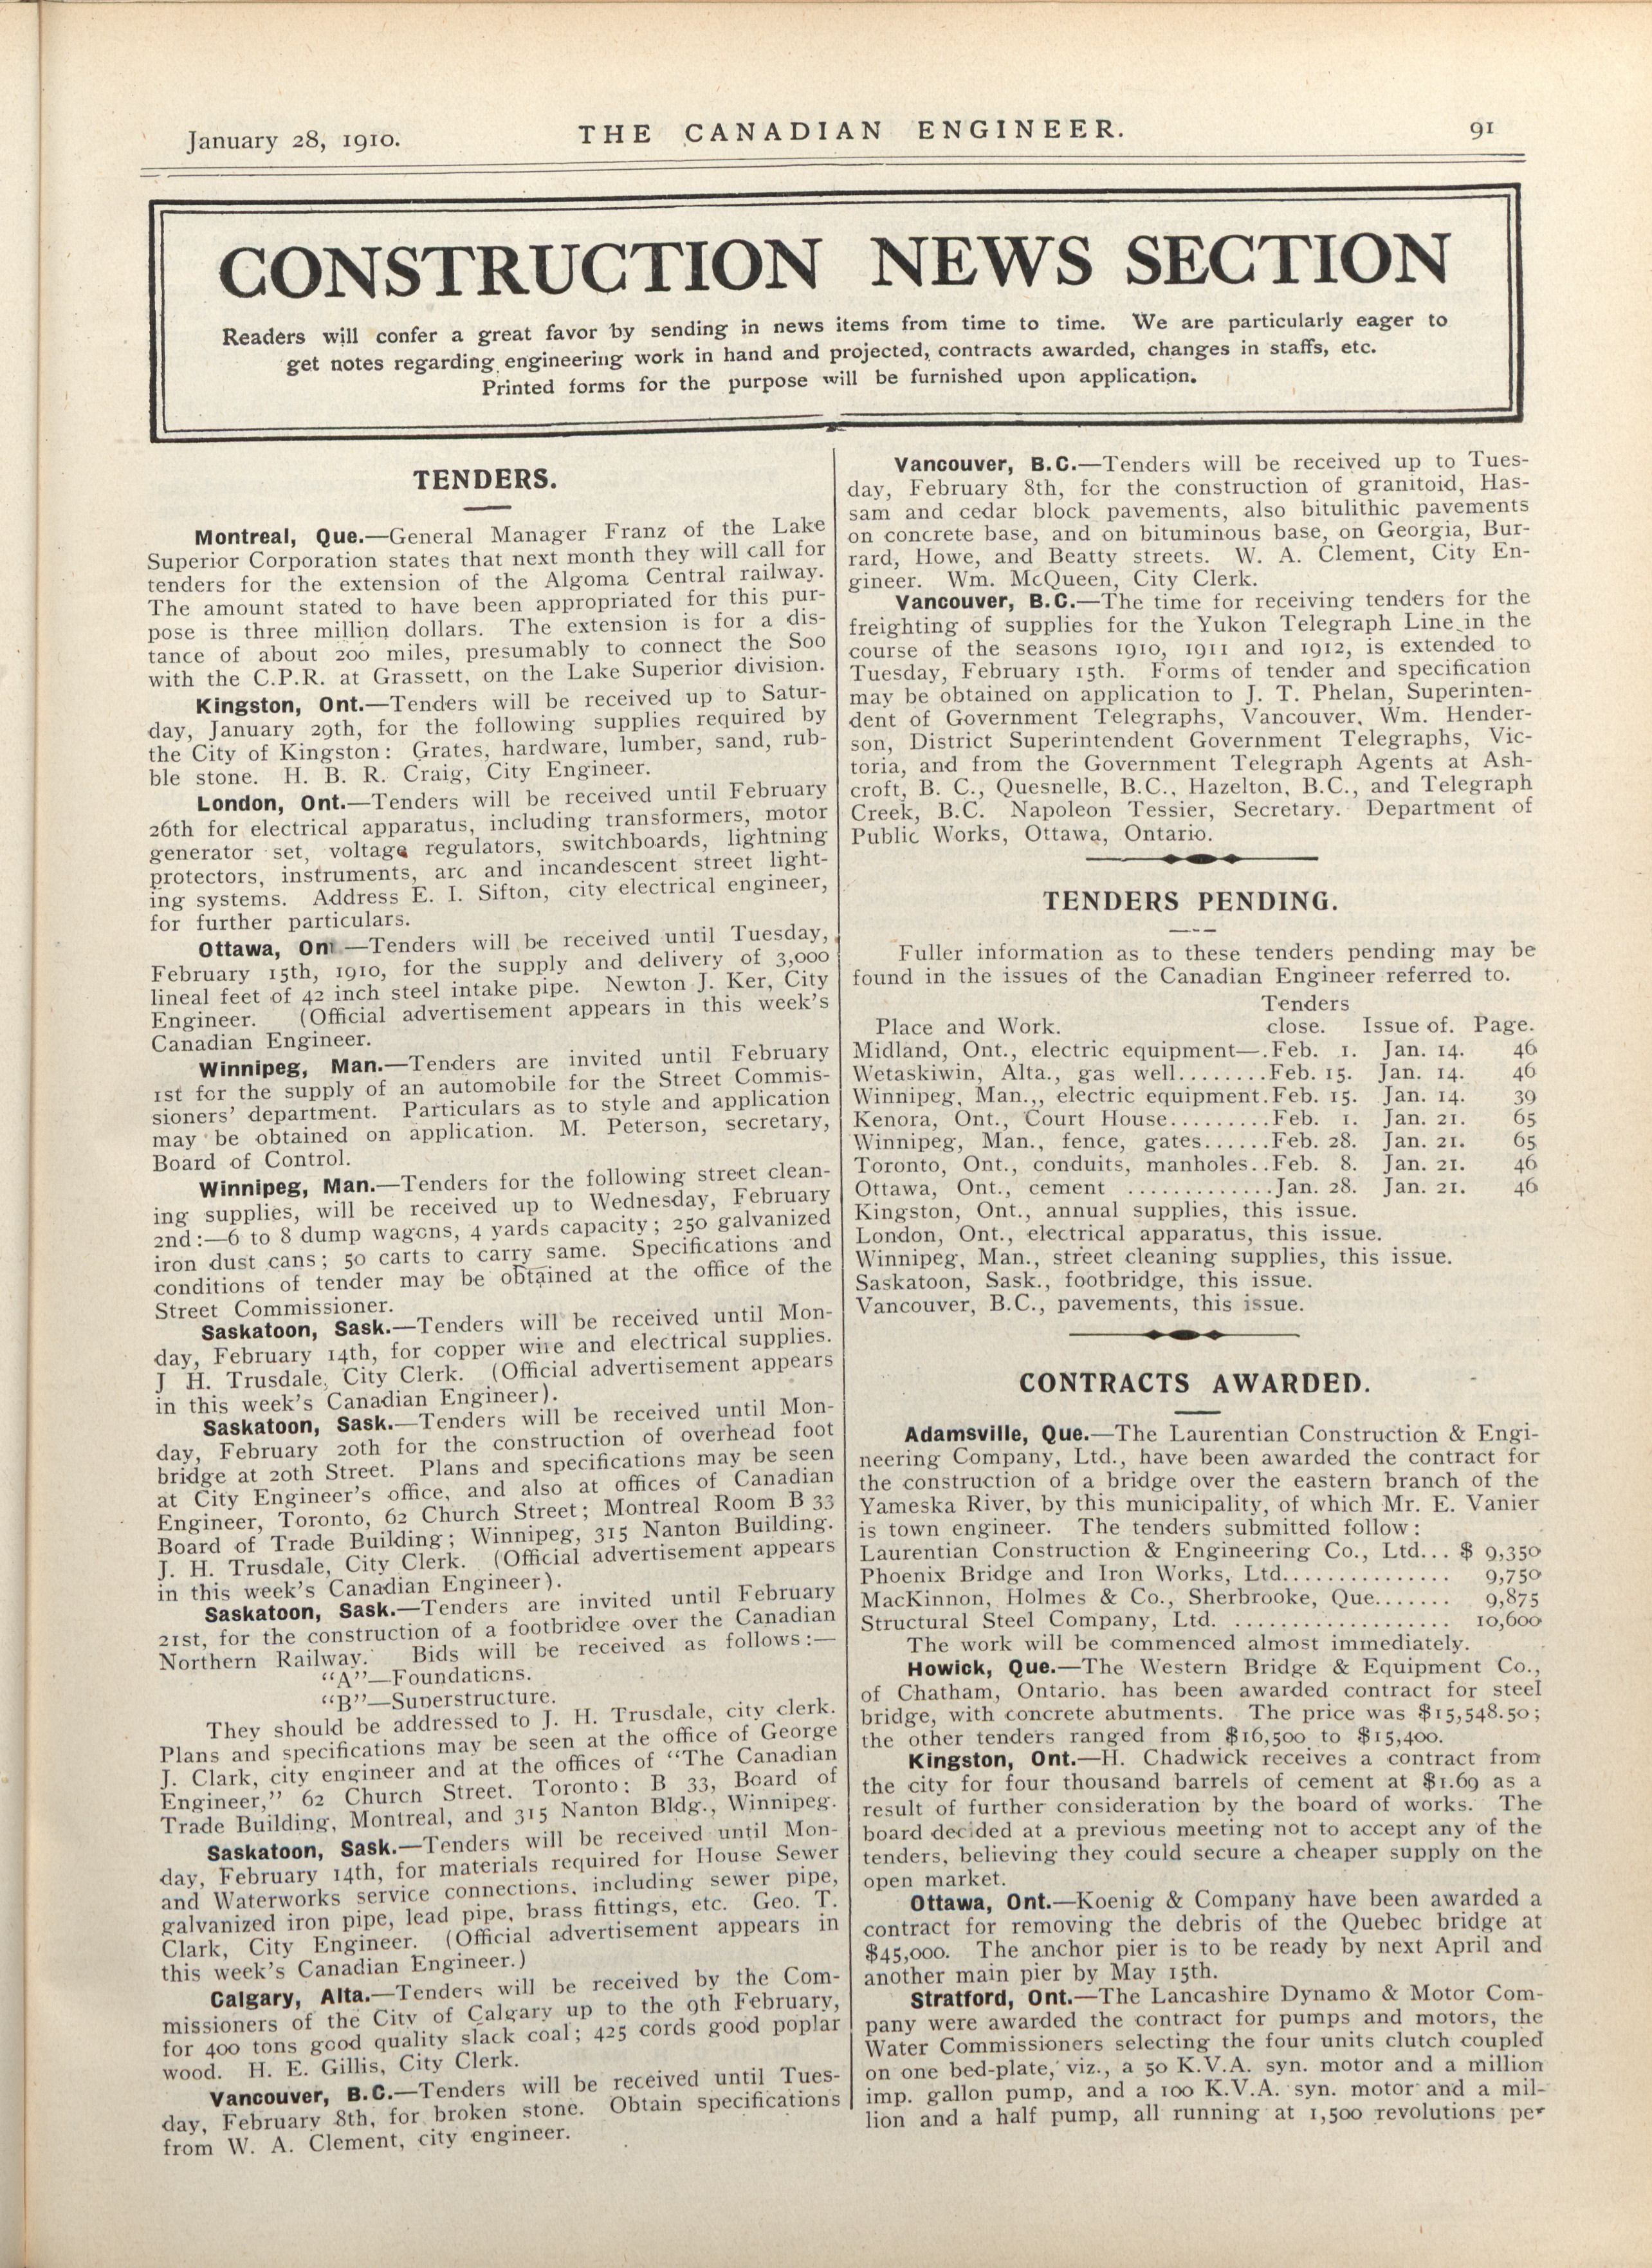 January 28, 1910.
THE CANADIAN ENGINEER.
91
CONSTRUCTION NEWS SECTION
Readers will confer a great favor by sending in news items from time to time. We are particularly eager to
get notes regarding engineering work in hand and projected, contracts awarded, changes in staffs, etc.
Printed forms for the purpose will be furnished upon application.
TENDERS.
Montreal, Que.—General Manager Franz of the Lake
Superior Corporation states that next month they will call for
tenders for the extension of the Algoma Central railway.
The amount stated to have been appropriated for this pur-
pose is three million dollars. The extension is for a dis-
tance of about 200 miles, presumably to connect the Soo
with the C.P.R. at Grassett, on the Lake Superior division.
Kingston, Ont.—Tenders will be received up to Satur-
day, January 29th, for the following supplies required by
the City of Kingston: Grates, hardware, lumber, sand, rub-
ble stone. H. B. R. Craig, City Engineer.
London, Ont.—Tenders will be received until February
26th for electrical apparatus, including transformers, motor
generator set, voltage regulators, switchboards, lightning
protectors, instruments, arc and incandescent street light-
ing systems. Address E. I. Sifton, city electrical engineer,
for further particulars.
Ottawa, Ont.—Tenders will be received until Tuesday,
February 15th, 1910, for the supply and delivery of 3,000
lineal feet of 42 inch steel intake pipe. Newton J. Ker, City
Engineer. (Official advertisement appears in this week's
Canadian Engineer.
Winnipeg, Man.—Tenders are invited until February
1st for the supply of an automobile for the Street Commis-
sioners' department. Particulars as to style and application
may be obtained on application. M. Peterson, secretary,
Board of Control.
Winnipeg, Man.—Tenders for the following street clean-
ing supplies, will be received up to Wednesday, February
2nd:—6 to 8 dump wagons, 4 yards capacity; 250 galvanized
iron dust cans; 50 carts to carry same. Specifications and
conditions of tender may be obtained at the office of the
Street Commissioner.
Saskatoon, Sask.—Tenders will be received until Mon-
day, February 14th, for copper wire and electrical supplies.
J H. Trusdale, City Clerk. (Official advertisement appears
in this week's Canadian Engineer).
Saskatoon, Sask.—Tenders will be received until Mon-
day, February 20th for the construction of overhead foot
bridge at 20th Street. Plans and specifications may be seen
at City Engineer's office, and also at offices of Canadian
Engineer, Toronto, 62 Church Street; Montreal Room B 33
Board of Trade Building; Winnipeg, 315 Nanton Building.
J. H. Trusdale, City Clerk. (Official advertisement appears
in this week's Canadian Engineer).
Saskatoon, Sask.—Tenders are invited until February
21st, for the construction of a footbridge over the Canadian
Northern Railway. Bids will be received as follows:—
"A"—Foundations.
"B"—Superstructure.
They should be addressed to J. H. Trusdale, city clerk.
Plans and specifications may be seen at the office of George
J. Clark, city engineer and at the offices of "The Canadian
Engineer," 62 Church Street. Toronto: B 33, Board of
Trade Building, Montreal, and 315 Nanton Bldg., Winnipeg.
Saskatoon, Sask.—Tenders will be received until Mon-
day, February 14th, for materials required for House Sewer
and Waterworks service connections, including sewer pipe,
galvanized iron pipe, lead pipe, brass fittings, etc. Geo. T.
Clark, City Engineer. (Official advertisement appears in
this week's Canadian Engineer.)
Calgary, Alta.—Tenders will be received by the Com-
missioners of the City of Calgary up to the 9th February,
for 400 tons good quality slack coal; 425 cords good poplar
wood. H. E. Gillis, City Clerk.
Vancouver, B.C.—Tenders will be received until Tues-
day, February 8th, for broken stone. Obtain specifications
from W. A. Clement, city engineer.
Vancouver, B.C.—Tenders will be received up to Tues-
day, February 8th, for the construction of granitoid, Has-
sam and cedar block pavements, also bitulithic pavements
on concrete base, and on bituminous base, on Georgia, Bur-
rard, Howe, and Beatty streets. W. A. Clement, City En-
gineer. Wm. McQueen, City Clerk.
Vancouver, B.C.—The time for receiving tenders for the
freighting of supplies for the Yukon Telegraph Line in the
course of the seasons 1910, 1911 and 1912, is extended to
Tuesday, February 15th. Forms of tender and specification
may be obtained on application to J. T. Phelan, Superinten-
dent of Government Telegraphs, Vancouver, Wm. Hender-
son, District Superintendent Government Telegraphs, Vic-
toria, and from the Government Telegraph Agents at Ash-
croft, B. C., Quesnelle, B.C., Hazelton, B.C., and Telegraph
Creek, B.C. Napoleon Tessier, Secretary. Department of
Public Works, Ottawa, Ontario.
TENDERS PENDING.
Fuller information as to these tenders pending may be
found in the issues of the Canadian Engineer referred to.
Tenders
Place and Work. close. Issue of. Page.
Midland, Ont., electric equipment—.Feb. 1. Jan. 14. 46
Wetaskiwin, Alta., gas well........Feb. 15. Jan. 14. 46
Winnipeg, Man.,, electric equipment.Feb. 15. Jan. 14. 39
Kenora, Ont., Court House.........Feb. 1. Jan. 21. 65
Winnipeg, Man., fence, gates......Feb. 28. Jan. 21. 65
Toronto, Ont., conduits, manholes..Feb. 8. Jan. 21. 46
Ottawa, Ont., cement .............Jan. 28. Jan. 21. 46
Kingston, Ont., annual supplies, this issue.
London, Ont., electrical apparatus, this issue.
Winnipeg, Man., street cleaning supplies, this issue.
Saskatoon, Sask., footbridge, this issue.
Vancouver, B.C., pavements, this issue.
CONTRACTS AWARDED.
Adamsville, Que.—The Laurentian Construction & Engi-
neering Company, Ltd., have been awarded the contract for
the construction of a bridge over the eastern branch of the
Yameska River, by this municipality, of which Mr. E. Vanier
is town engineer. The tenders submitted follow:
Laurentian Construction & Engineering Co., Ltd... $ 9,350
Phoenix Bridge and Iron Works, Ltd............... 9,750
MacKinnon, Holmes & Co., Sherbrooke, Que....... 9,875
Structural Steel Company, Ltd. ................... 10,600
The work will be commenced almost immediately.
Howick, Que.—The Western Bridge & Equipment Co.,
of Chatham, Ontario. has been awarded contract for steel
bridge, with concrete abutments. The price was $15,548.50;
the other tenders ranged from $16,500 to $15,400.
Kingston, Ont.—H. Chadwick receives a contract from
the city for four thousand barrels of cement at $1.69 as a
result of further consideration by the board of works. The
board decided at a previous meeting not to accept any of the
tenders, believing they could secure a cheaper supply on the
open market.
Ottawa, Ont.—Koenig & Company have been awarded a
contract for removing the debris of the Quebec bridge at
$45,000. The anchor pier is to be ready by next April and
another main pier by May 15th.
Stratford, Ont.—The Lancashire Dynamo & Motor Com-
pany were awarded the contract for pumps and motors, the
Water Commissioners selecting the four units clutch coupled
on one bed-plate, viz., a 50 K.V.A. syn. motor and a million
imp. gallon pump, and a 100 K.V.A. syn. motor and a mil-
lion and a half pump, all running at 1,500 revolutions per